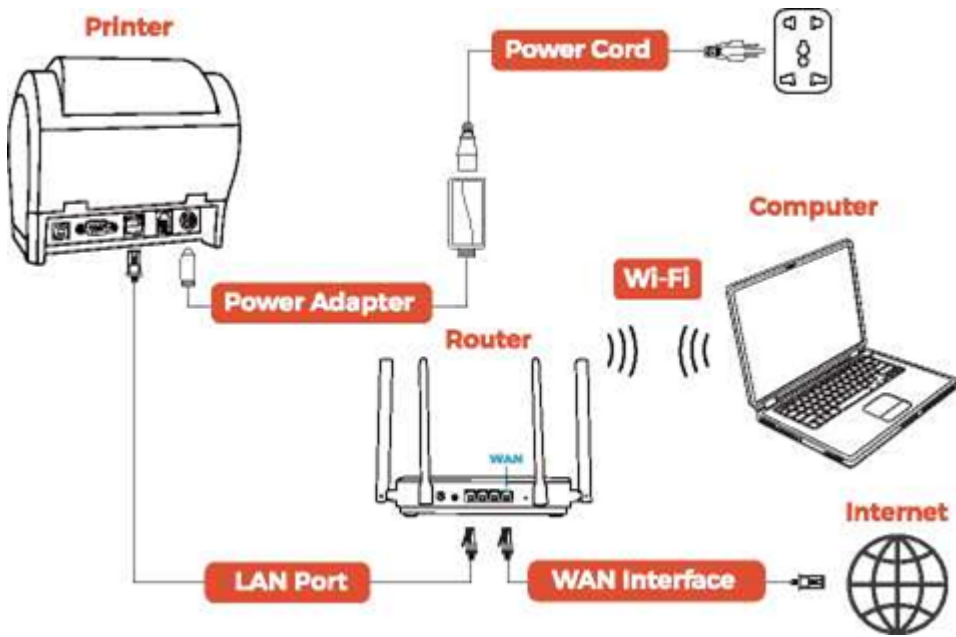 Printer
Power Cord
Computer
Wi-Fi
Power Adapter
Router
WAN
Internet
LAN Port
WAN Interface